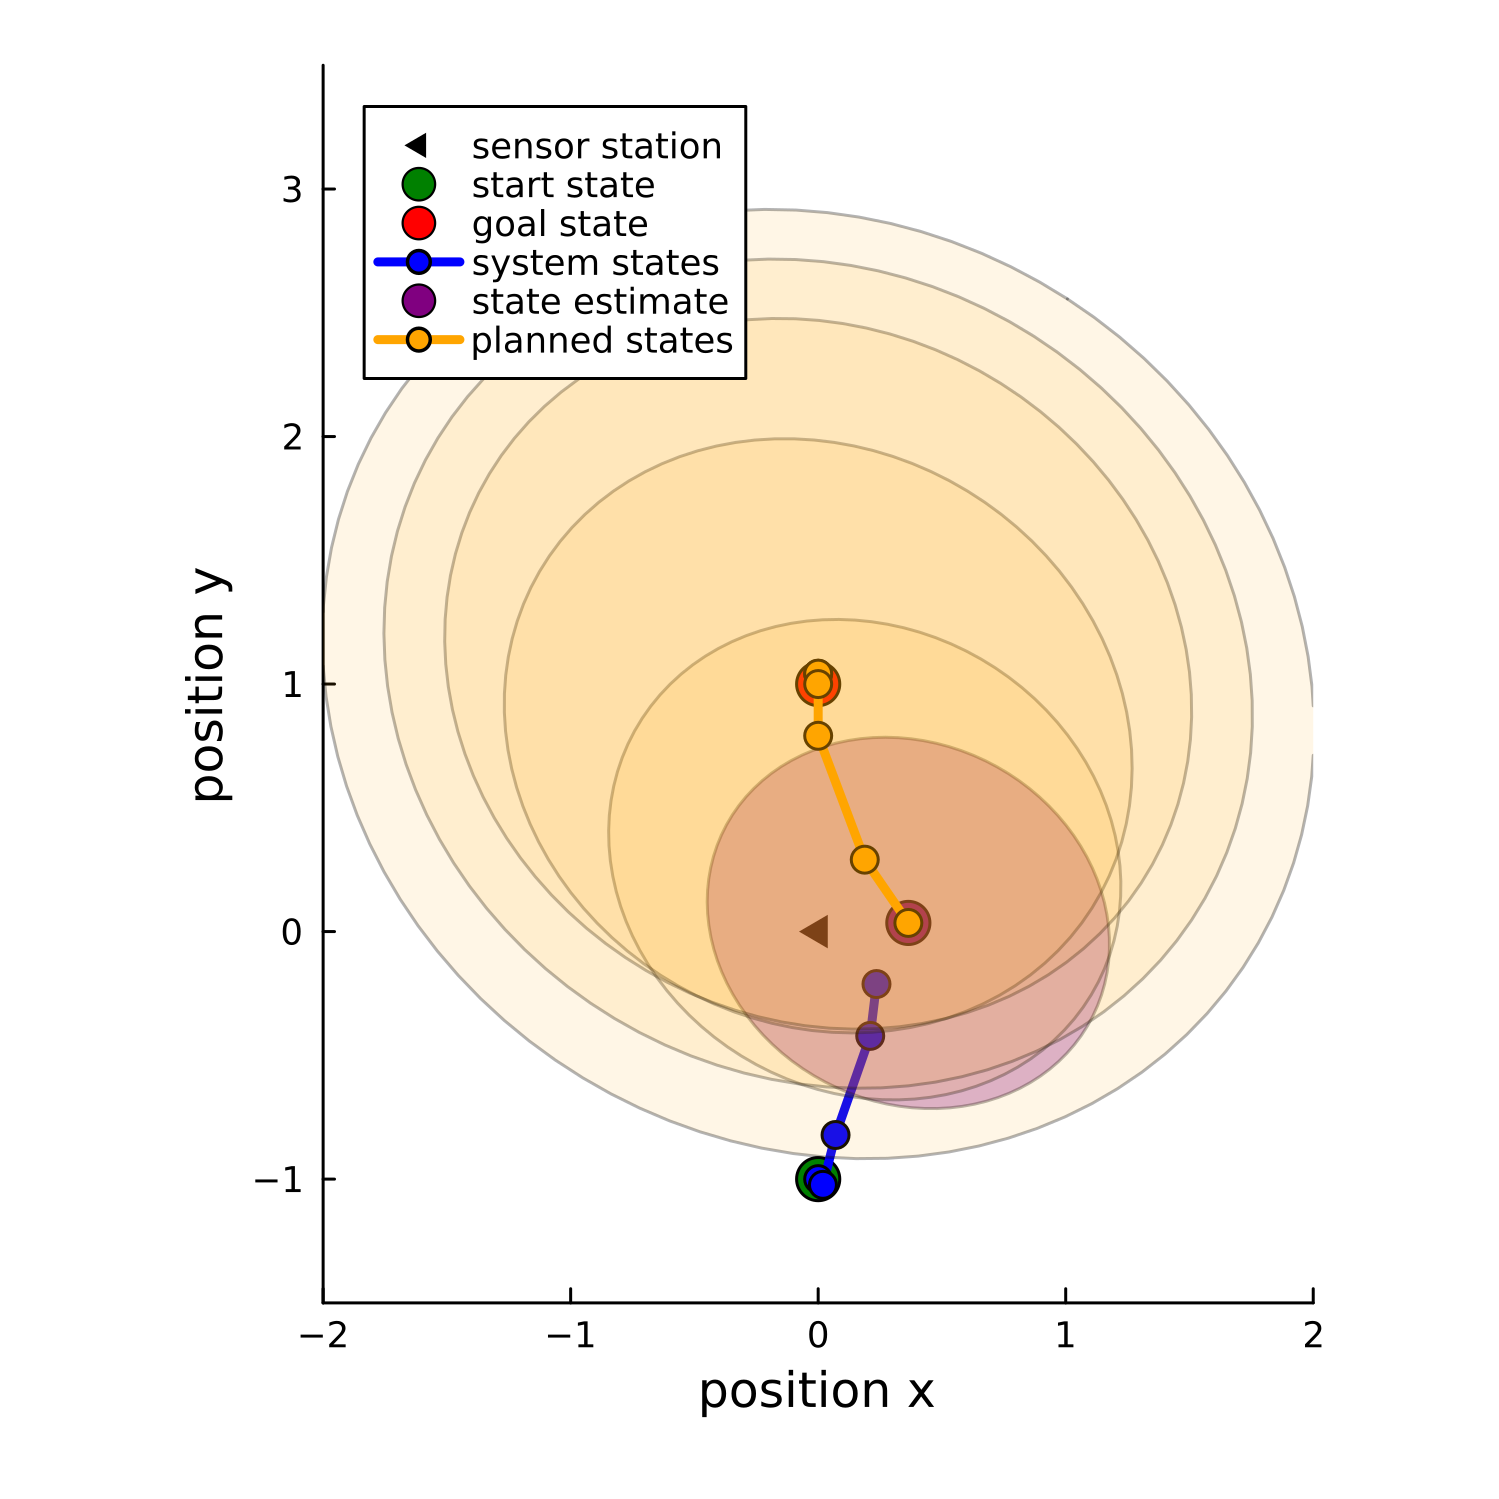 sensor station
start state
goal state
system states
state estimate
planned states
3
2
1
0
−1
position y
−2 −1 0 1 2
position x